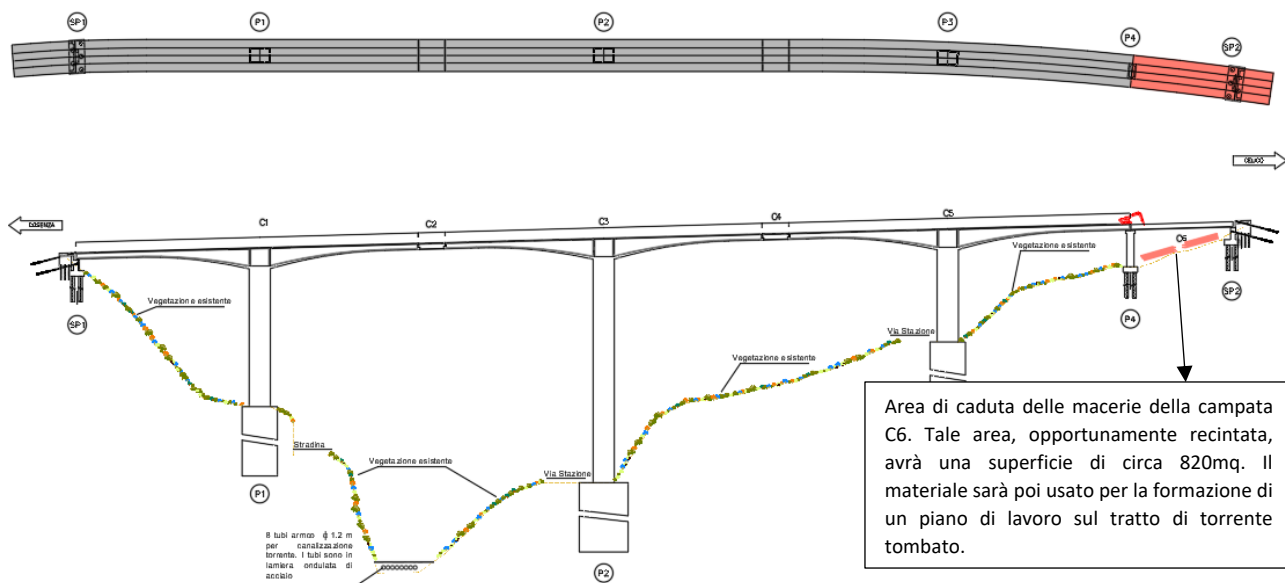 SP1
P1
P2
P3
P4
SP2
CELICO
COSENZA
C1
C2
C3
C4
C5
C6
Vegetazione esistente
Vegetazione esistente
Via Stazione
Vegetazione esistente
SP1
P4
SP2
Stradina
Vegetazione esistente
Via Stazione
P1
P2
8 tubi armco ϕ 1.2 m
per canalizzazione
torrente. I tubi sono in
lamiera ondulata di
acciaio
Area di caduta delle macerie della campata
C6. Tale area, opportunamente recintata,
avrà una superficie di circa 820mq. Il
materiale sarà poi usato per la formazione di
un piano di lavoro sul tratto di torrente
tombato.